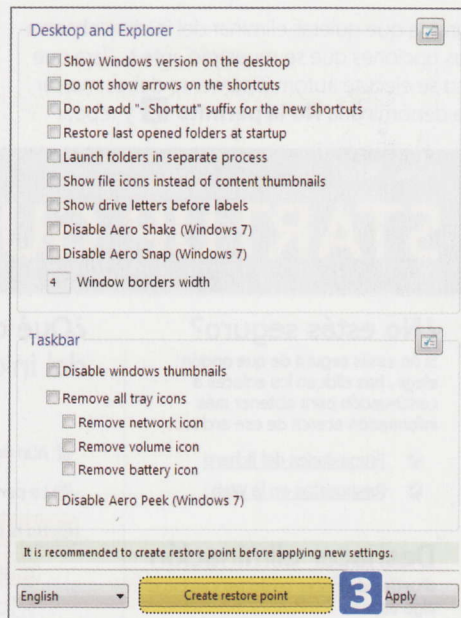 Desktop and Explorer
Show Windows version on the desktop
Do not show arrows on the shortcuts
Do not add "- Shortcut" suffix for the new shortcuts
Restore last opened folders at startup
Launch folders in separate process
Show file icons instead of content thumbnails
Show drive letters before labels
Disable Aero Shake (Windows 7)
Disable Aero Snap (Windows 7)
4 Window borders width
Taskbar
Disable windows thumbnails
Remove all tray icons
Remove network icon
Remove volume icon
Remove battery icon
Disable Aero Peek (Windows 7)
It is recommended to create restore point before applying new settings.
English Create restore point 3 Apply